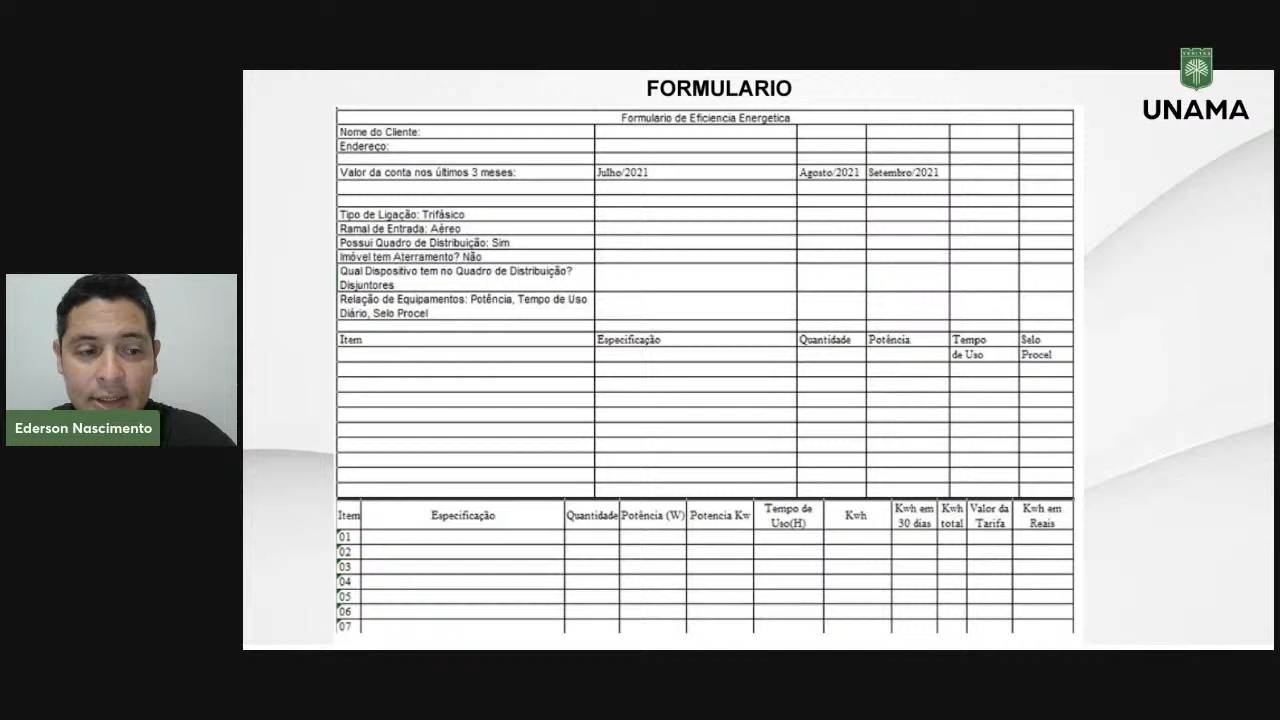 FORMULARIO
VERITAS
UNAMA
Formulario de Eficiencia Energetica
Nome do Cliente:
Endereço:
Valor da conta nos últimos 3 meses: Julho/2021 Agosto/2021 Setembro/2021
Tipo de Ligação: Trifásico
Ramal de Entrada: Aéreo
Possui Quadro de Distribuição: Sim
Imóvel tem Aterramento? Não
Qual Dispositivo tem no Quadro de Distribuição?
Disjuntores
Relação de Equipamentos: Potência, Tempo de Uso
Diário, Selo Procel
Item Especificação Quantidade Potência Tempo Selo
de Uso Procel
Item Especificação Quantidade Potência (W) Potencia Kw Tempo de Uso(H) Kwh Kwh em 30 dias Kwh total Valor da Tarifa Kwh em Reais
01
02
03
04
05
06
07
Ederson Nascimento